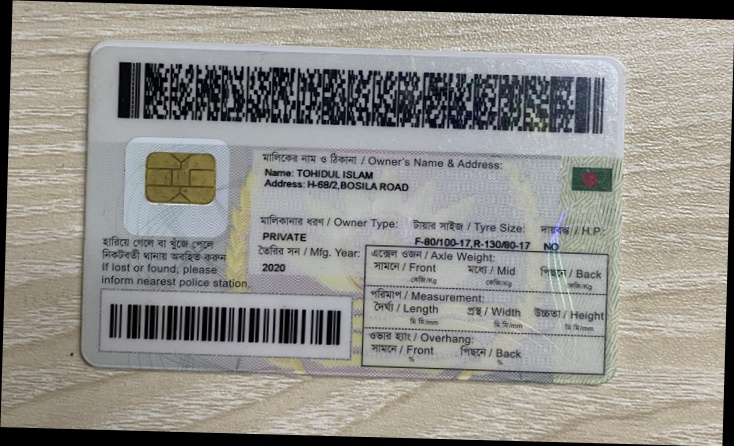 মালিকের নাম ও ঠিকানা / Owner's Name & Address:
Name: TOHIDUL ISLAM
Address: H-68/2,BOSILA ROAD
মালিকানার ধরণ / Owner Type: টায়ার সাইজ / Tyre Size: দায়বদ্ধ / H.P.:
PRIVATE F-80/100-17,R-130/80-17 NO
তৈরির সন / Mfg. Year:
2020
হারিয়ে গেলে বা খুঁজে পেলে
নিকটবর্তী থানায় অবহিত করুন
If lost or found, please
inform nearest police station.
এক্সেল ওজন / Axle Weight:
সামনে / Front মধ্যে / Mid পিছনে / Back
কেজি/Kg কেজি/Kg কেজি/Kg
পরিমাপ / Measurement:
দৈর্ঘ্য / Length প্রস্থ / Width উচ্চতা / Height
মি মি/mm মি মি/mm মি মি/mm
ওভার হ্যাং / Overhang:
সামনে / Front পিছনে / Back
% %